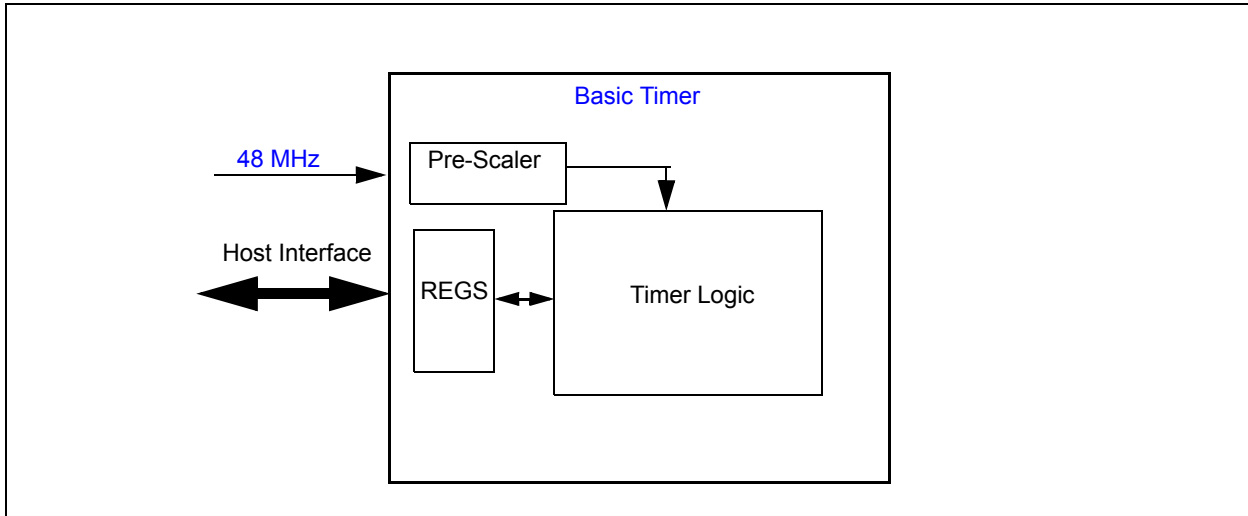 Basic Timer
48 MHz
Pre-Scaler
Host Interface
REGS
Timer Logic